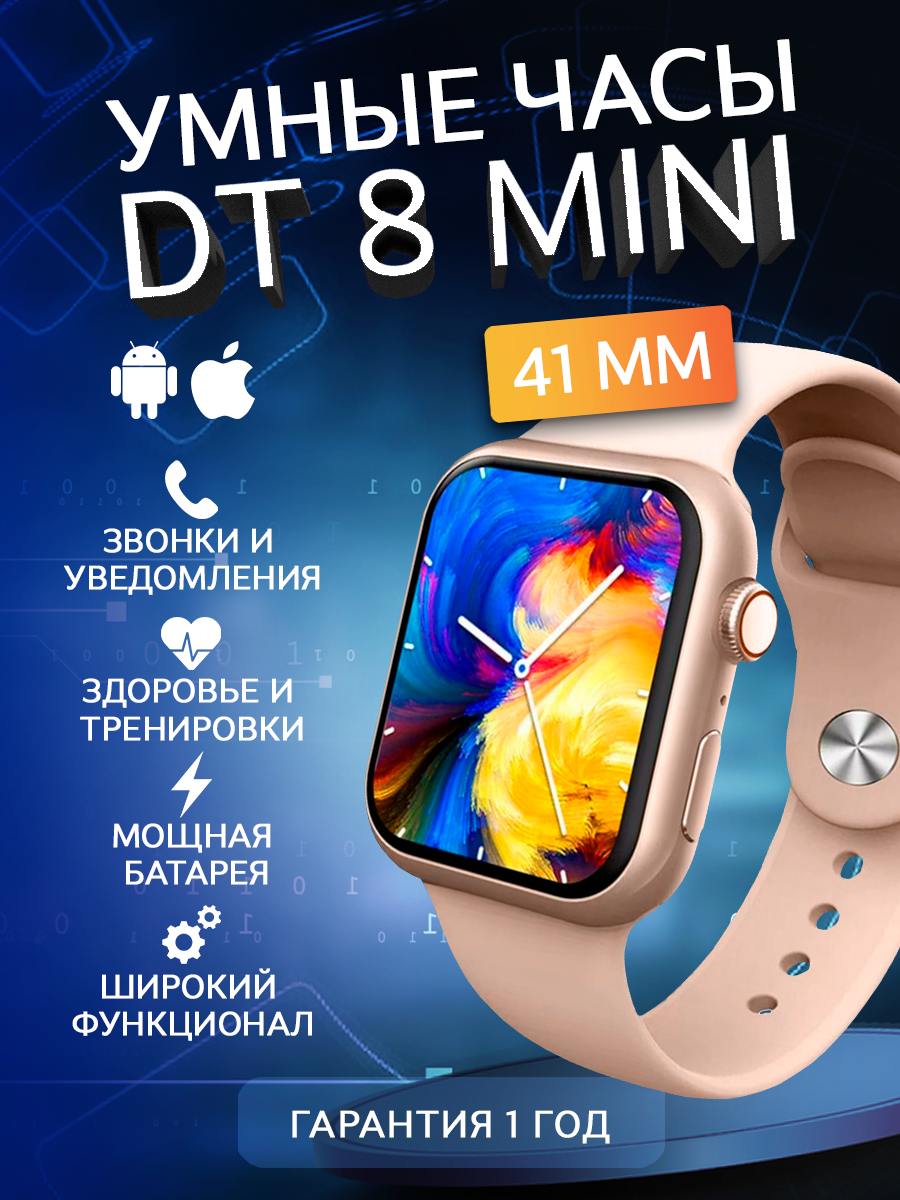 УМНЫЕ ЧАСЫ
DT 8 MINI
41 ММ
ЗВОНКИ И
УВЕДОМЛЕНИЯ
ЗДОРОВЬЕ И
ТРЕНИРОВКИ
МОЩНАЯ
БАТАРЕЯ
ШИРОКИЙ
ФУНКЦИОНАЛ
ГАРАНТИЯ 1 ГОД